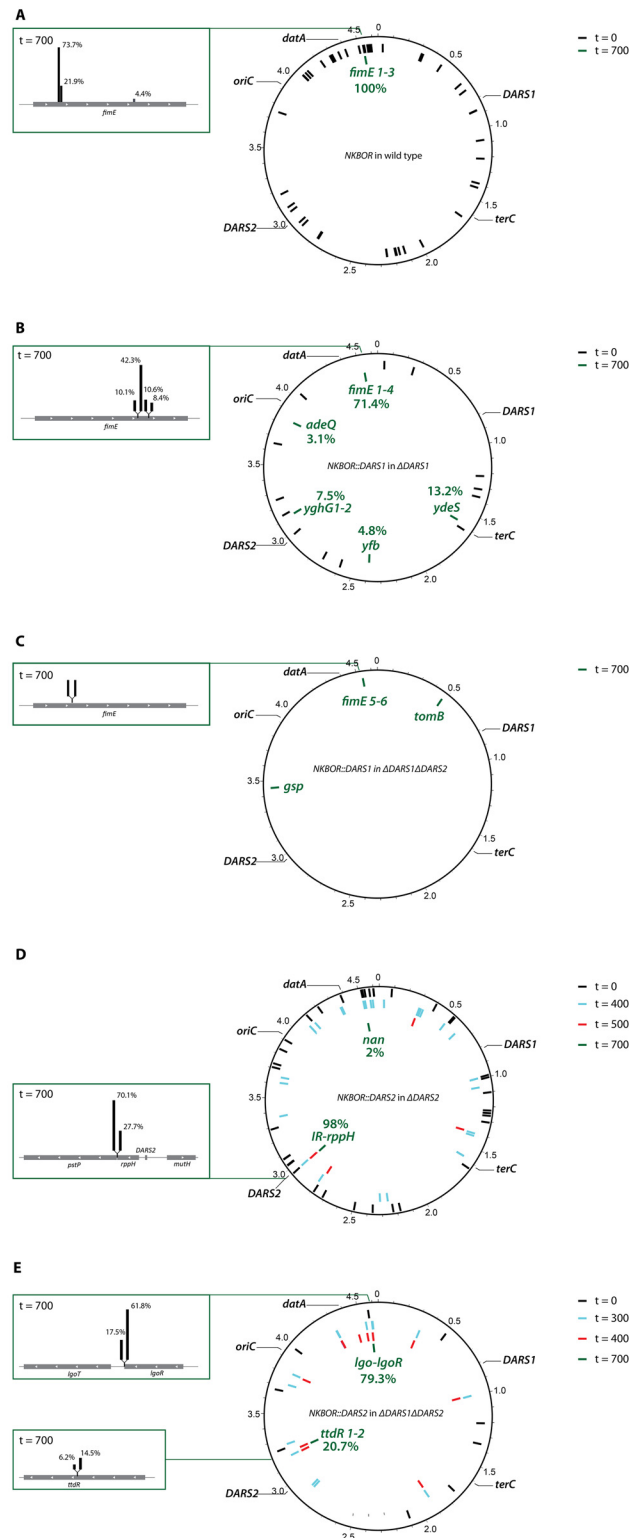 A
t = 700
73.7%
21.9%
4.4%
fimE
datA
4.5
0
0.5
DARS1
1.0
1.5
terC
2.0
2.5
3.0
DARS2
3.5
4.0
oriC
fimE 1-3
100%
NKBOR in wild type
t = 0
t = 700
B
t = 700
42.3%
10.1%
10.6%
8.4%
fimE
datA
4.5
0
0.5
DARS1
1.0
1.5
terC
2.0
2.5
3.0
DARS2
3.5
4.0
oriC
fimE 1-4
71.4%
adeQ
3.1%
NKBOR::DARS1 in ΔDARS1
7.5%
yghG1-2
13.2%
ydeS
4.8%
yfb
t = 0
t = 700
C
t = 700
fimE
datA
4.5
0
0.5
DARS1
1.0
1.5
terC
2.0
2.5
3.0
DARS2
3.5
4.0
oriC
fimE 5-6
tomB
NKBOR::DARS1 in ΔDARS1ΔDARS2
gsp
t = 700
D
t = 700
70.1%
27.7%
DARS2
pstP
rppH
mutH
datA
4.5
0
0.5
DARS1
1.0
1.5
terC
2.0
2.5
3.0
DARS2
3.5
4.0
oriC
nan
2%
NKBOR::DARS2 in ΔDARS2
98%
IR-rppH
t = 0
t = 400
t = 500
t = 700
E
t = 700
61.8%
17.5%
lgoT
lgoR
t = 700
14.5%
6.2%
ttdR
datA
4.5
0
0.5
DARS1
1.0
1.5
terC
2.0
2.5
3.0
DARS2
3.5
4.0
oriC
lgo-lgoR
79.3%
NKBOR::DARS2 in ΔDARS1ΔDARS2
ttdR 1-2
20.7%
t = 0
t = 300
t = 400
t = 700